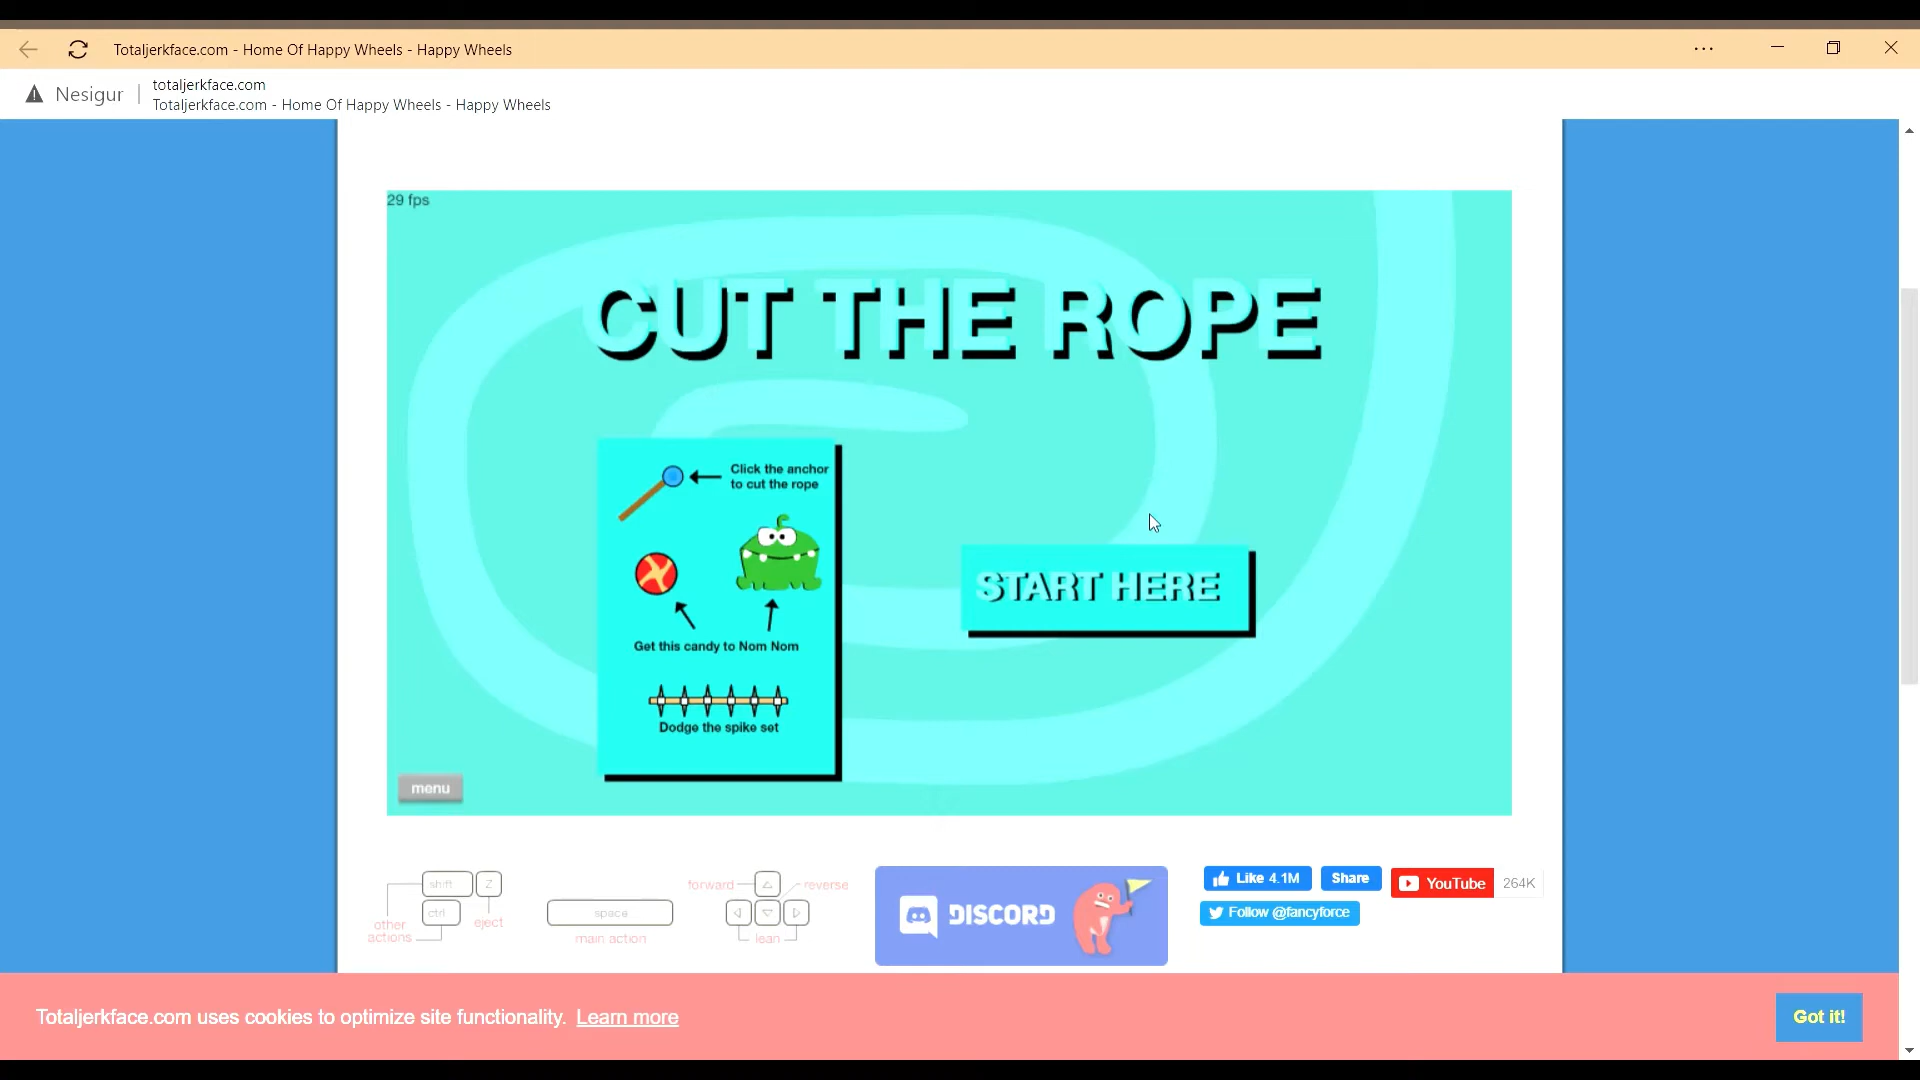 Totaljerkface.com - Home Of Happy Wheels - Happy Wheels
Nesigur
totaljerkface.com
Totaljerkface.com - Home Of Happy Wheels - Happy Wheels
29 fps
CUT THE ROPE
Click the anchor
to cut the rope
Get this candy to Nom Nom
Dodge the spike set
START HERE
menu
shift
Z
ctrl
other
actions
eject
space
main action
forward
reverse
lean
DISCORD
Like 4.1M
Share
YouTube
264K
Follow @fancyforce
Totaljerkface.com uses cookies to optimize site functionality. Learn more
Got it!